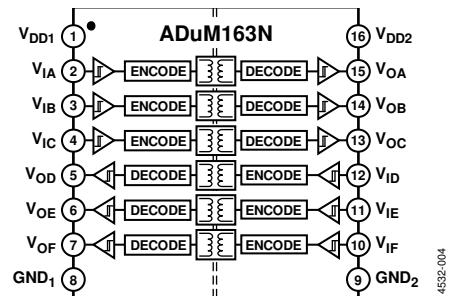 ADuM163N
VDD1 1 16 VDD2
VIA 2 ENCODE DECODE 15 VOA
VIB 3 ENCODE DECODE 14 VOB
VIC 4 ENCODE DECODE 13 VOC
VOD 5 DECODE ENCODE 12 VID
VOE 6 DECODE ENCODE 11 VIE
VOF 7 DECODE ENCODE 10 VIF
GND1 8 9 GND2
4532-004